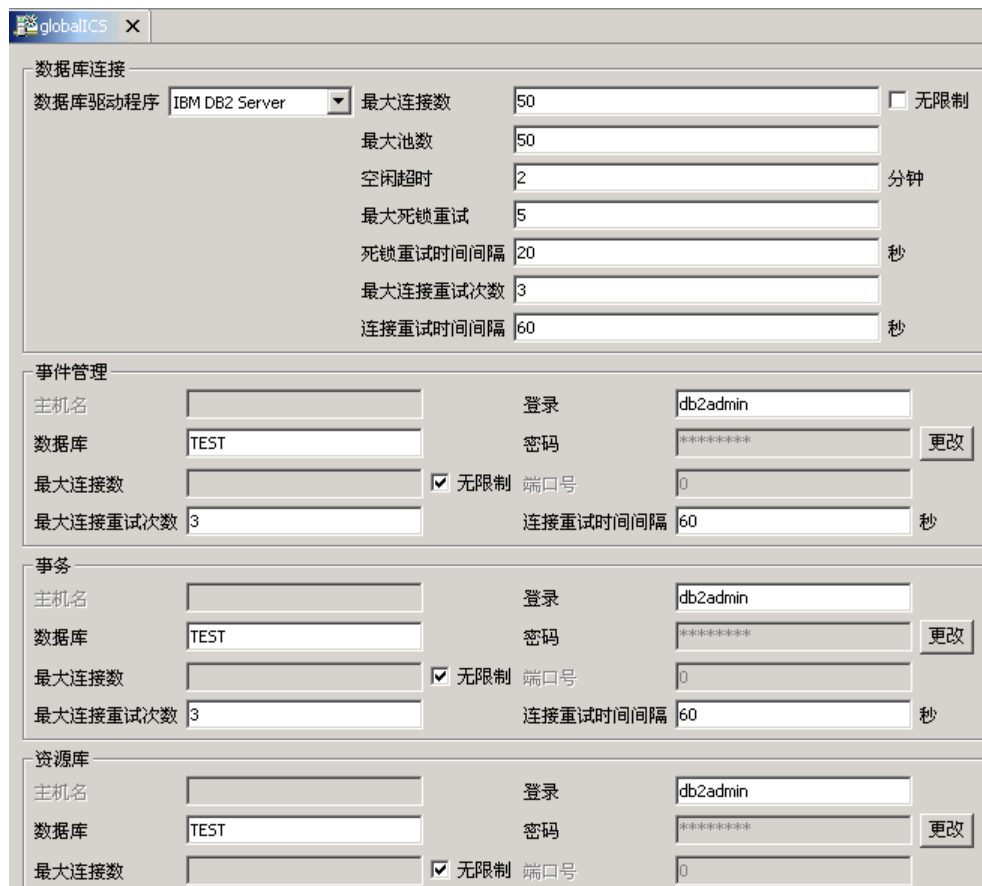 globalICS
数据库连接
数据库驱动程序 IBM DB2 Server 最大连接数 50 无限制
最大池数 50
空闲超时 2 分钟
最大死锁重试 5
死锁重试时间间隔 20 秒
最大连接重试次数 3
连接重试时间间隔 60 秒
事件管理
主机名 登录 db2admin
数据库 TEST 密码 ******** 更改
最大连接数 无限制 端口号 0
最大连接重试次数 3 连接重试时间间隔 60 秒
事务
主机名 登录 db2admin
数据库 TEST 密码 ******** 更改
最大连接数 无限制 端口号 0
最大连接重试次数 3 连接重试时间间隔 60 秒
资源库
主机名 登录 db2admin
数据库 TEST 密码 ******** 更改
最大连接数 无限制 端口号 0